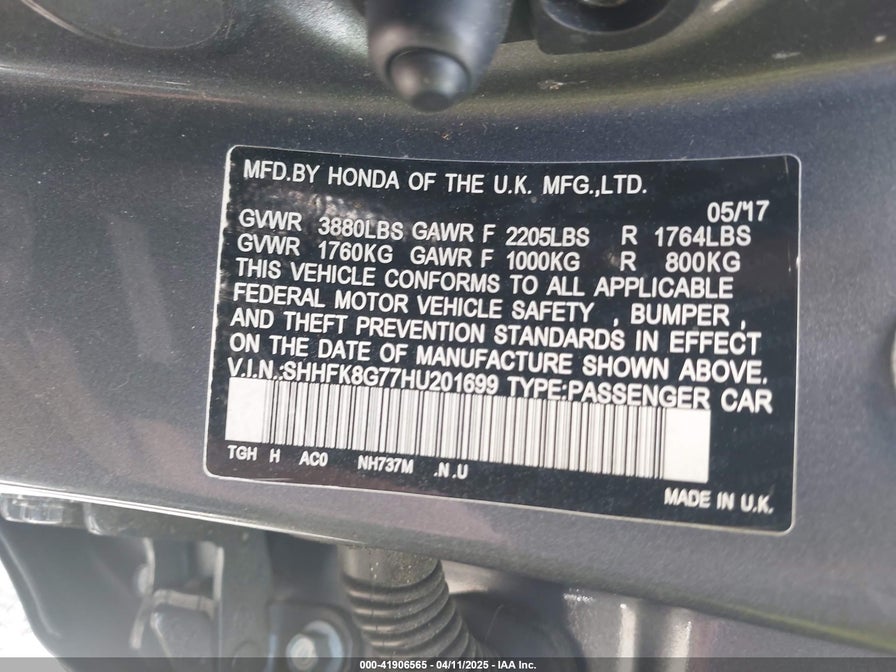 MFD.BY HONDA OF THE U.K. MFG.,LTD.
05/17
GVWR 3880LBS GAWR F 2205LBS R 1764LBS
GVWR 1760KG GAWR F 1000KG R 800KG
THIS VEHICLE CONFORMS TO ALL APPLICABLE
FEDERAL MOTOR VEHICLE SAFETY , BUMPER ,
AND THEFT PREVENTION STANDARDS IN EFFECT
ON THE DATE OF MANUFACTURE SHOWN ABOVE.
V.I.N.:SHHFK8G77HU201699 TYPE:PASSENGER CAR
TGH H AC0 NH737M .N.U
MADE IN U.K.
000-41906565 - 04/11/2025 - IAA Inc.